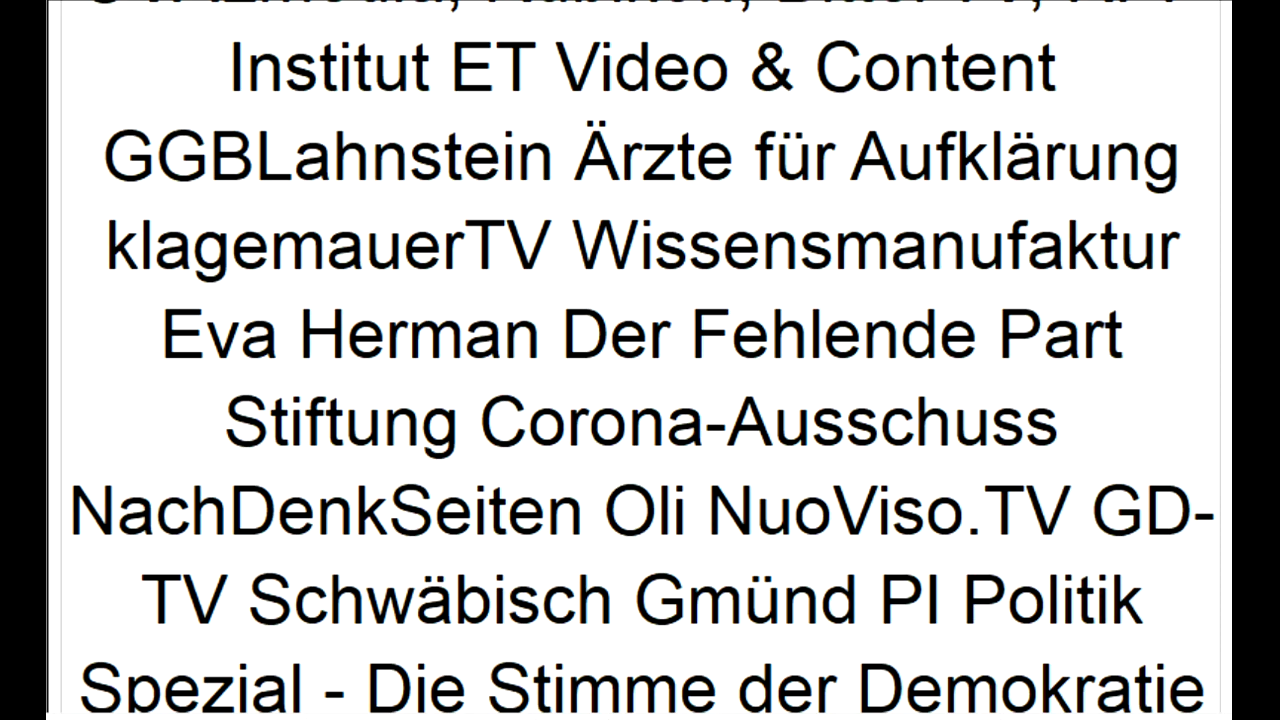 Institut ET Video & Content
GGBLahnstein Ärzte für Aufklärung
klagemauerTV Wissensmanufaktur
Eva Herman Der Fehlende Part
Stiftung Corona-Ausschuss
NachDenkSeiten Oli NuoViso.TV GD-
TV Schwäbisch Gmünd PI Politik
Spezial - Die Stimme der Demokratie